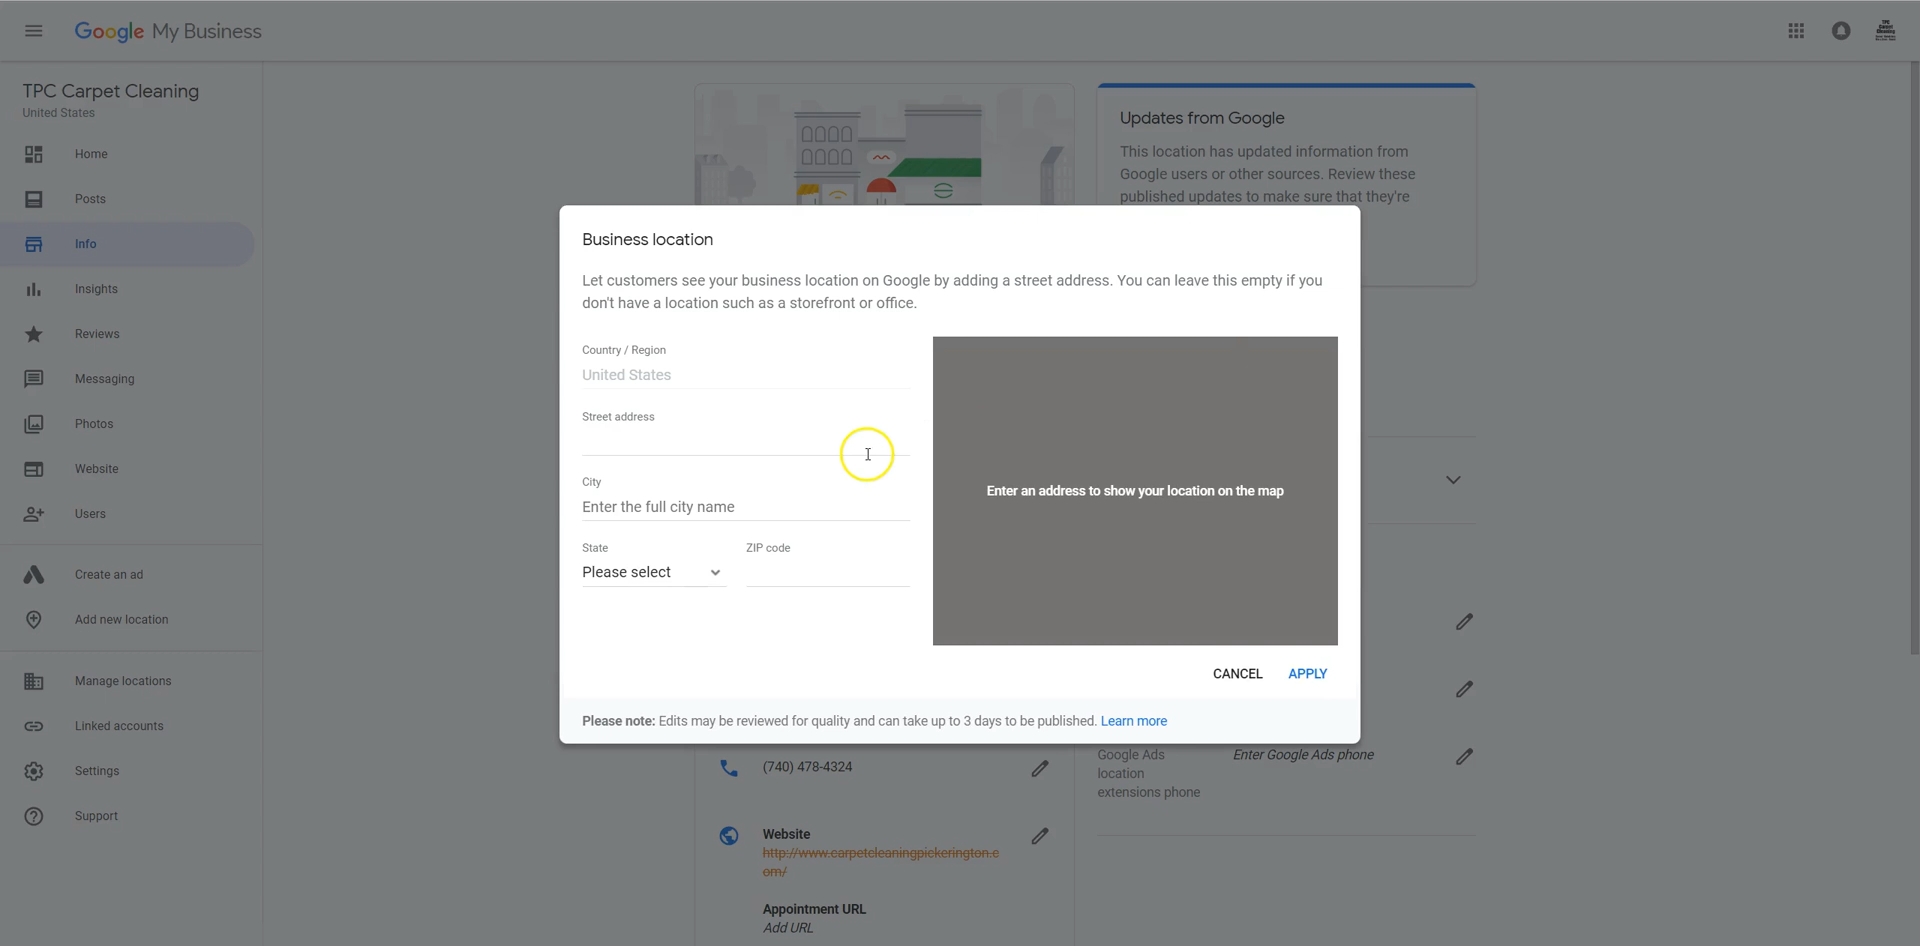 Google My Business
TPC Carpet Cleaning
United States
Home
Posts
Info
Insights
Reviews
Messaging
Photos
Website
Users
Create an ad
Add new location
Manage locations
Linked accounts
Settings
Support
Updates from Google
This location has updated information from
Google users or other sources. Review these
published updates to make sure that they're
Business location
Let customers see your business location on Google by adding a street address. You can leave this empty if you
don't have a location such as a storefront or office.
Country / Region
United States
Street address
City
Enter the full city name
State
ZIP code
Please select
Enter an address to show your location on the map
CANCEL
APPLY
Please note: Edits may be reviewed for quality and can take up to 3 days to be published. Learn more
(740) 478-4324
Website
http://www.carpetcleaningpickerington.c
om/
Appointment URL
Add URL
Google Ads
location
extensions phone
Enter Google Ads phone